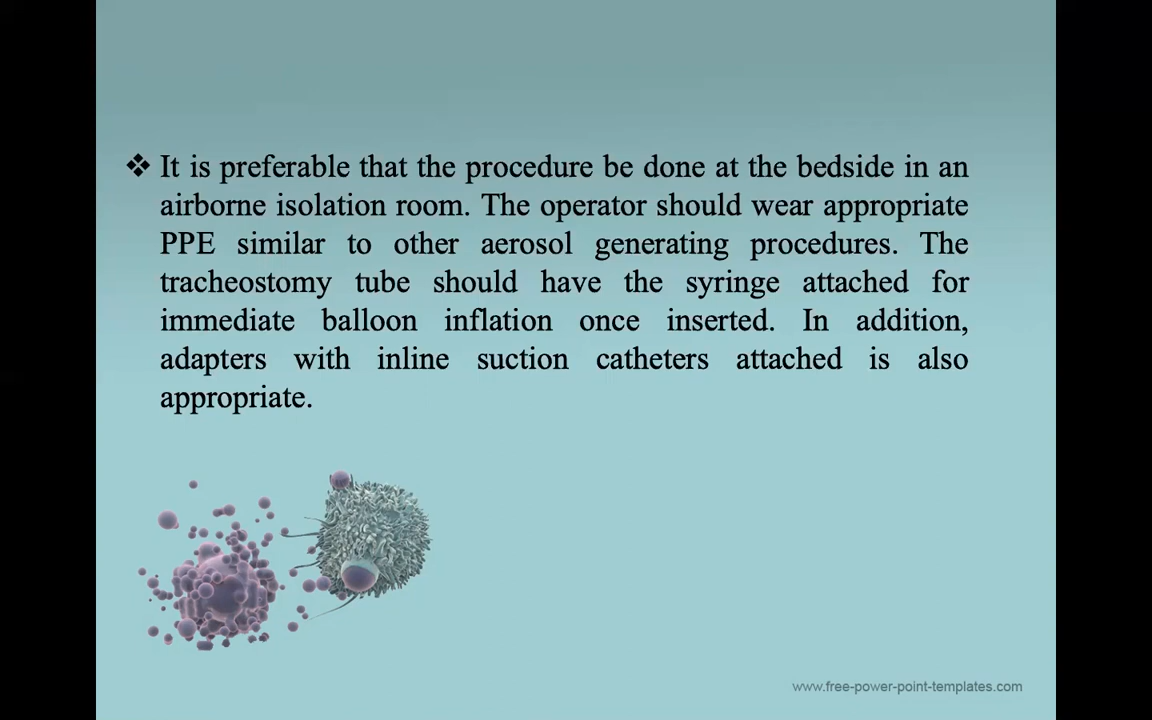 ❖ It is preferable that the procedure be done at the bedside in an
airborne isolation room. The operator should wear appropriate
PPE similar to other aerosol generating procedures. The
tracheostomy tube should have the syringe attached for
immediate balloon inflation once inserted. In addition,
adapters with inline suction catheters attached is also
appropriate.
www.free-power-point-templates.com